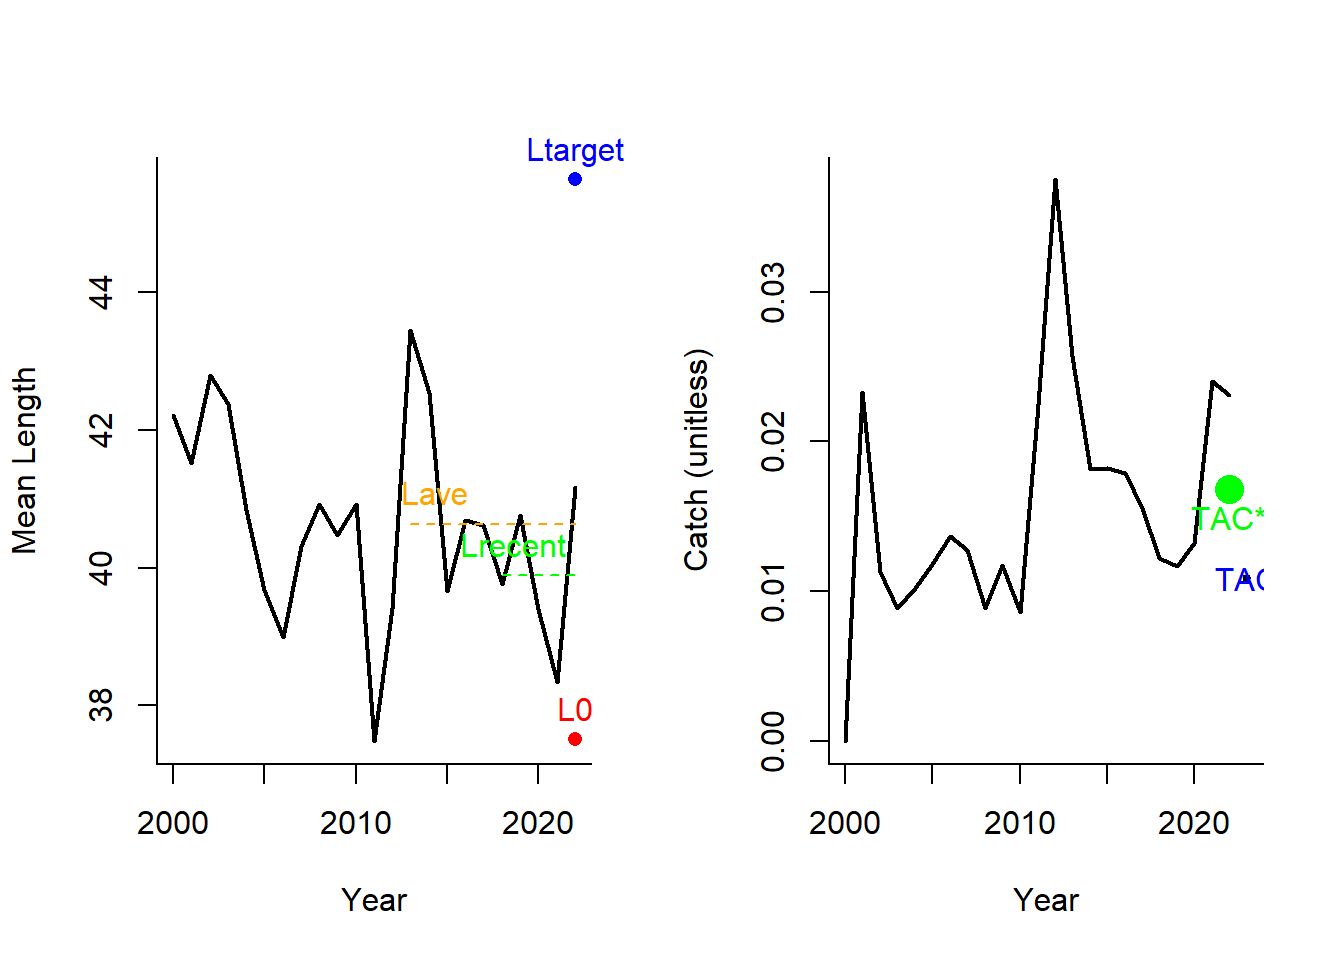 Ltarget
Mean Length
44
42
40
38
Lave
Lrecent
L0
2000
2010
2020
Year
Catch (unitless)
0.03
0.02
0.01
0.00
TAC*
TAC
2000
2010
2020
Year